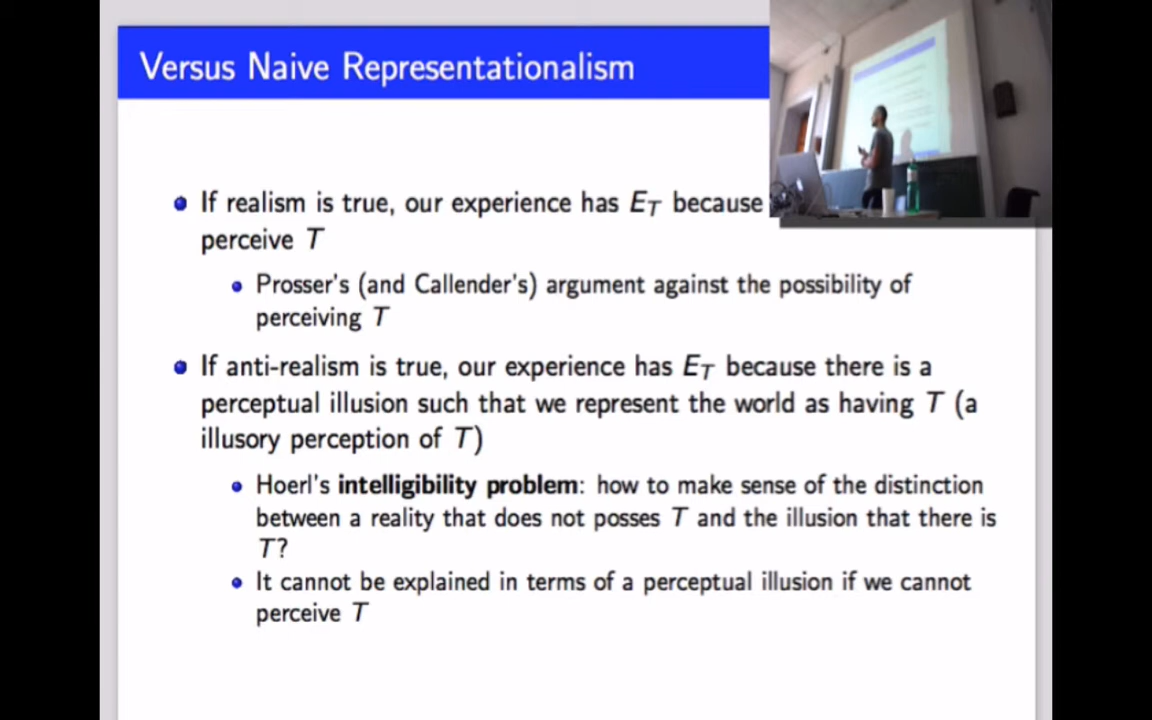 Versus Naive Representationalism
If realism is true, our experience has E_T because
perceive T
Prosser's (and Callender's) argument against the possibility of
perceiving T
If anti-realism is true, our experience has E_T because there is a
perceptual illusion such that we represent the world as having T (a
illusory perception of T)
Hoerl's intelligibility problem: how to make sense of the distinction
between a reality that does not posses T and the illusion that there is
T?
It cannot be explained in terms of a perceptual illusion if we cannot
perceive T